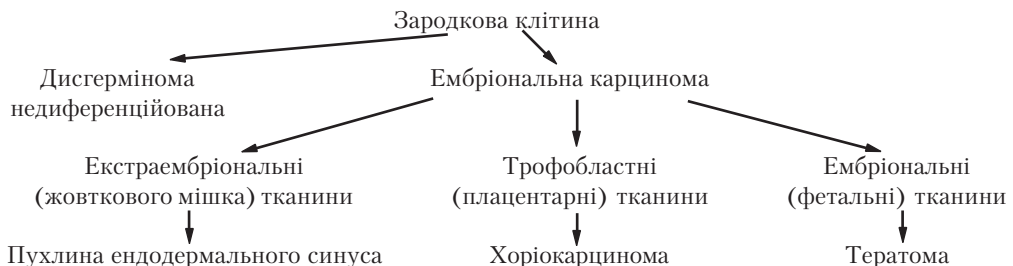 Зародкова клітина
Дисгермінома
недиференційована
Ембріональна карцинома
Екстраембріональні
(жовткового мішка) тканини
Трофобластні
(плацентарні) тканини
Ембріональні
(фетальні) тканини
Пухлина ендодермального синуса
Хоріокарцинома
Тератома